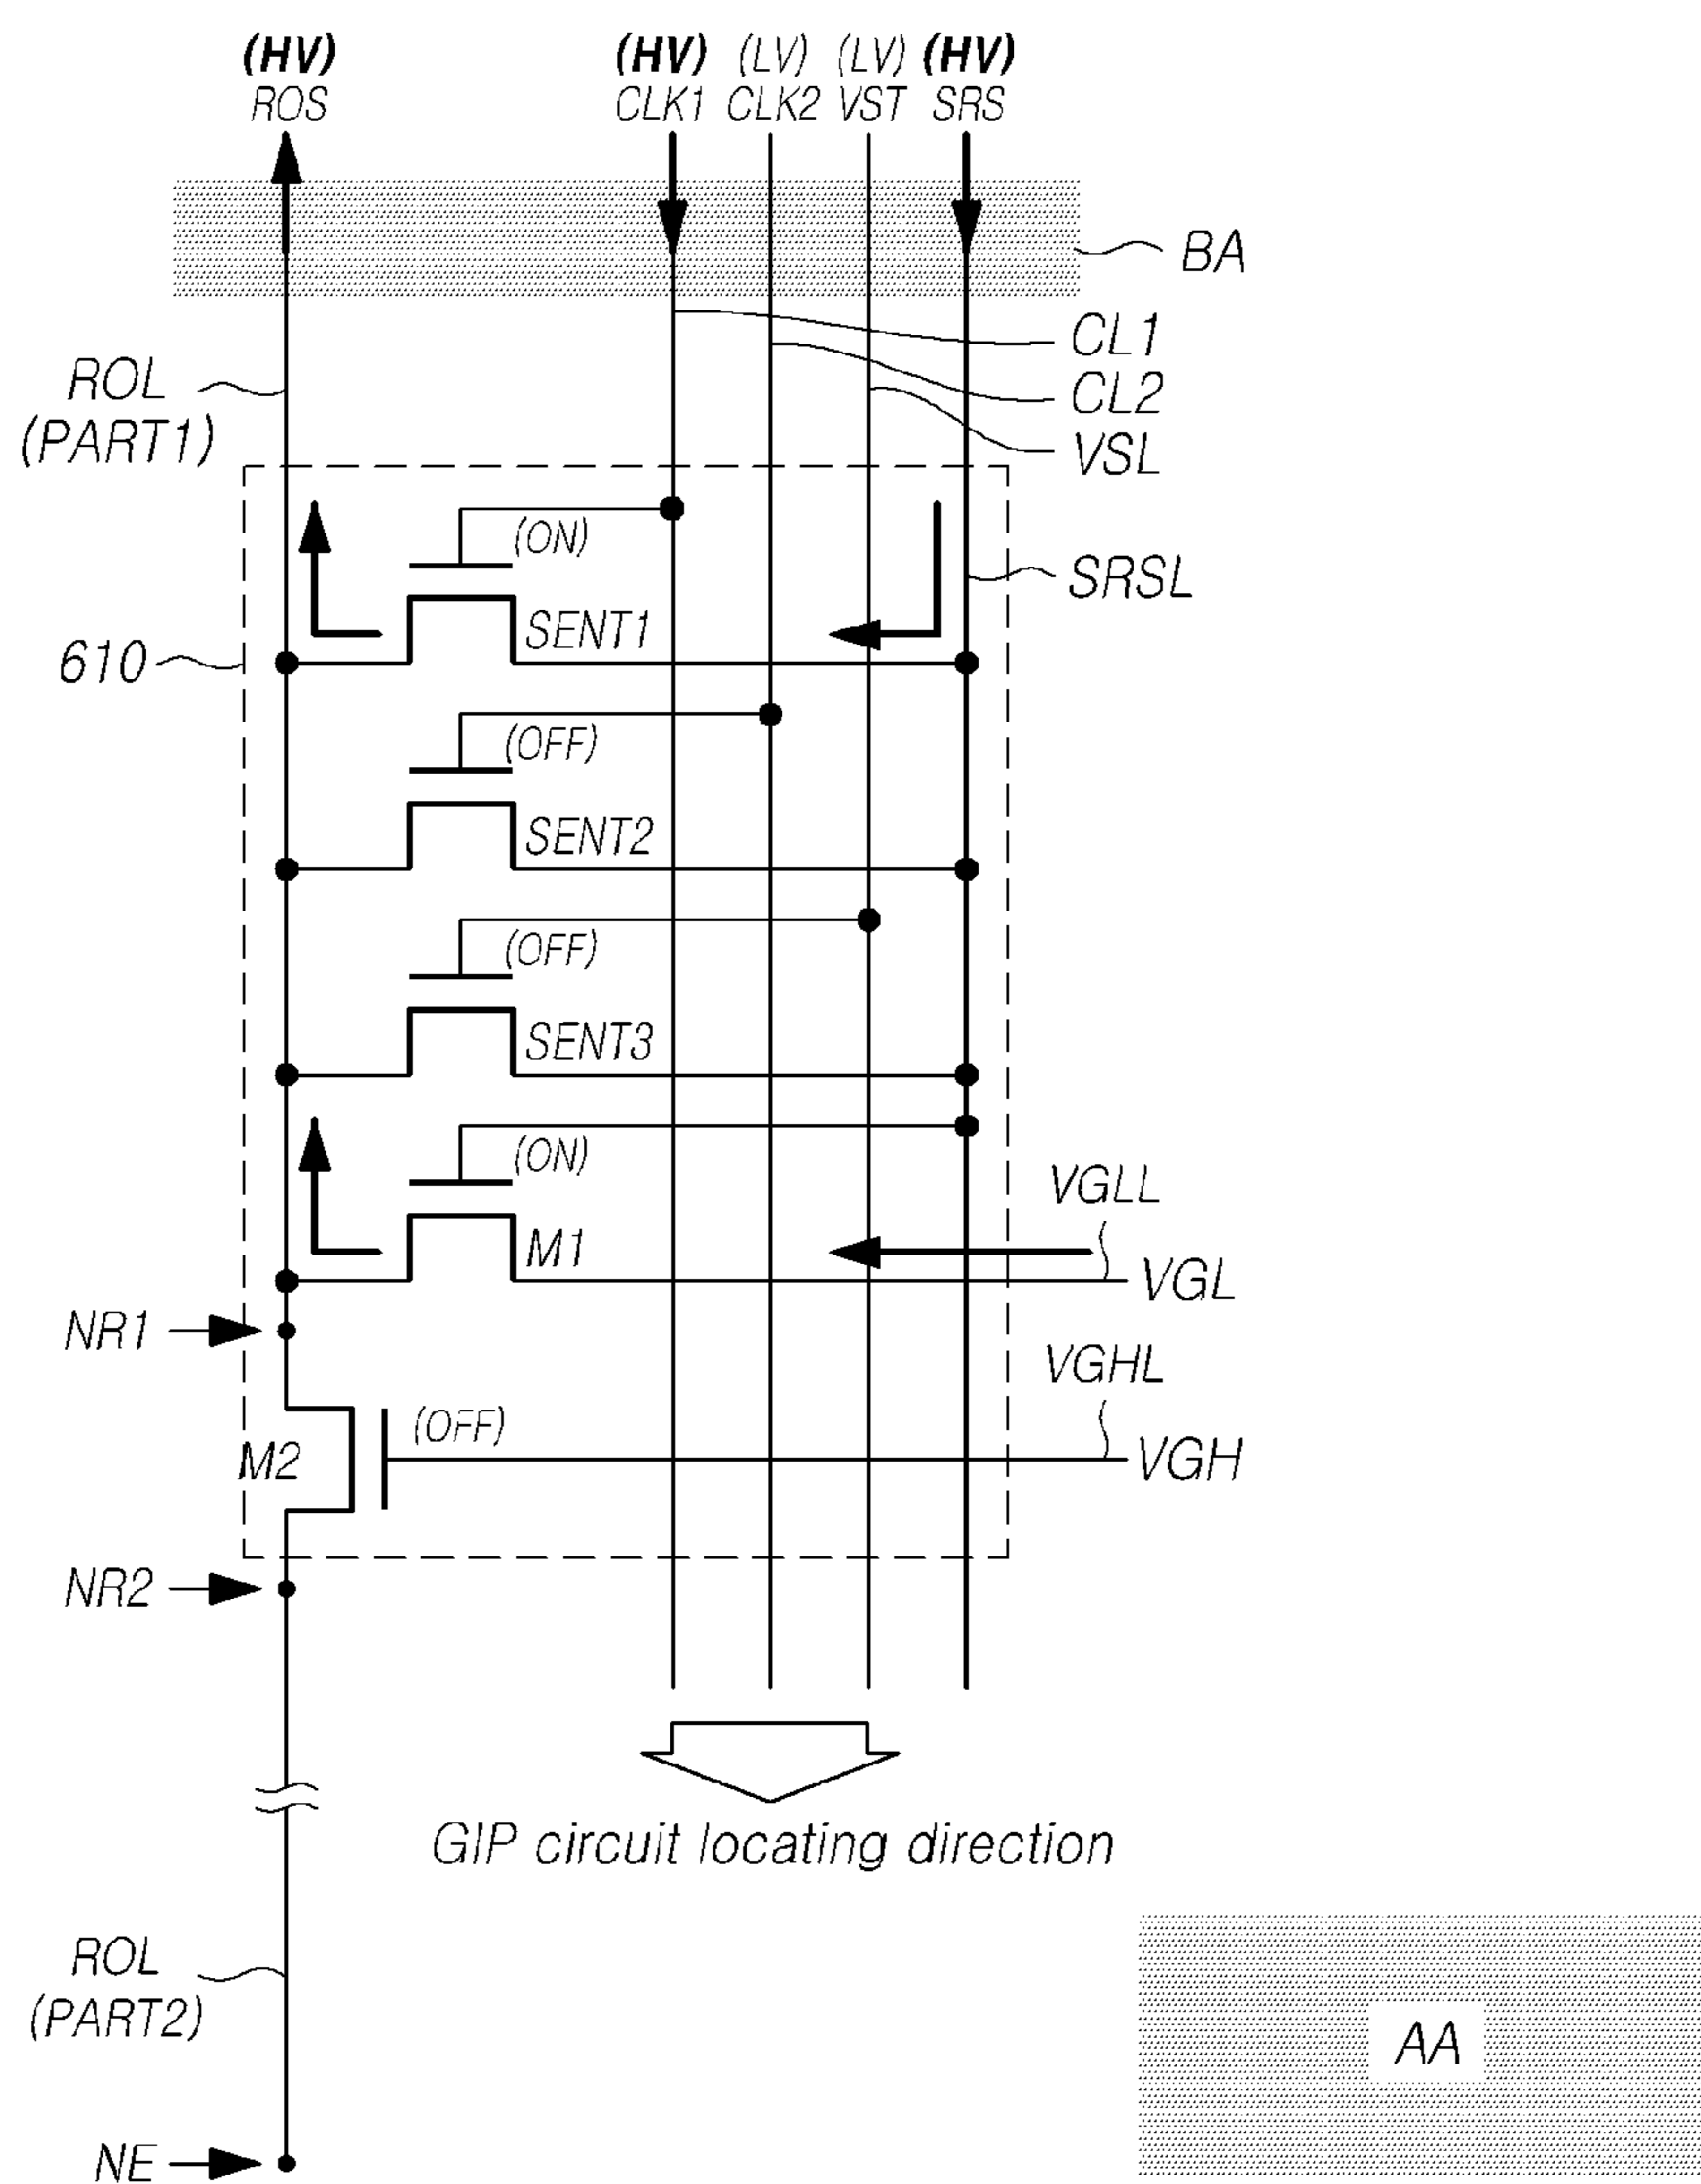 (HV) (HV) (LV) (LV) (HV)
ROS CLK1 CLK2 VST SRS
BA
CL1
ROL
(PART1)
CL2
VSL
(ON)
SRSL
SENT1
610
(OFF)
SENT2
(OFF)
SENT3
(ON)
VGLL
M1
VGL
NR1
VGHL
(OFF)
M2
VGH
NR2
GIP circuit locating direction
ROL
(PART2)
AA
NE